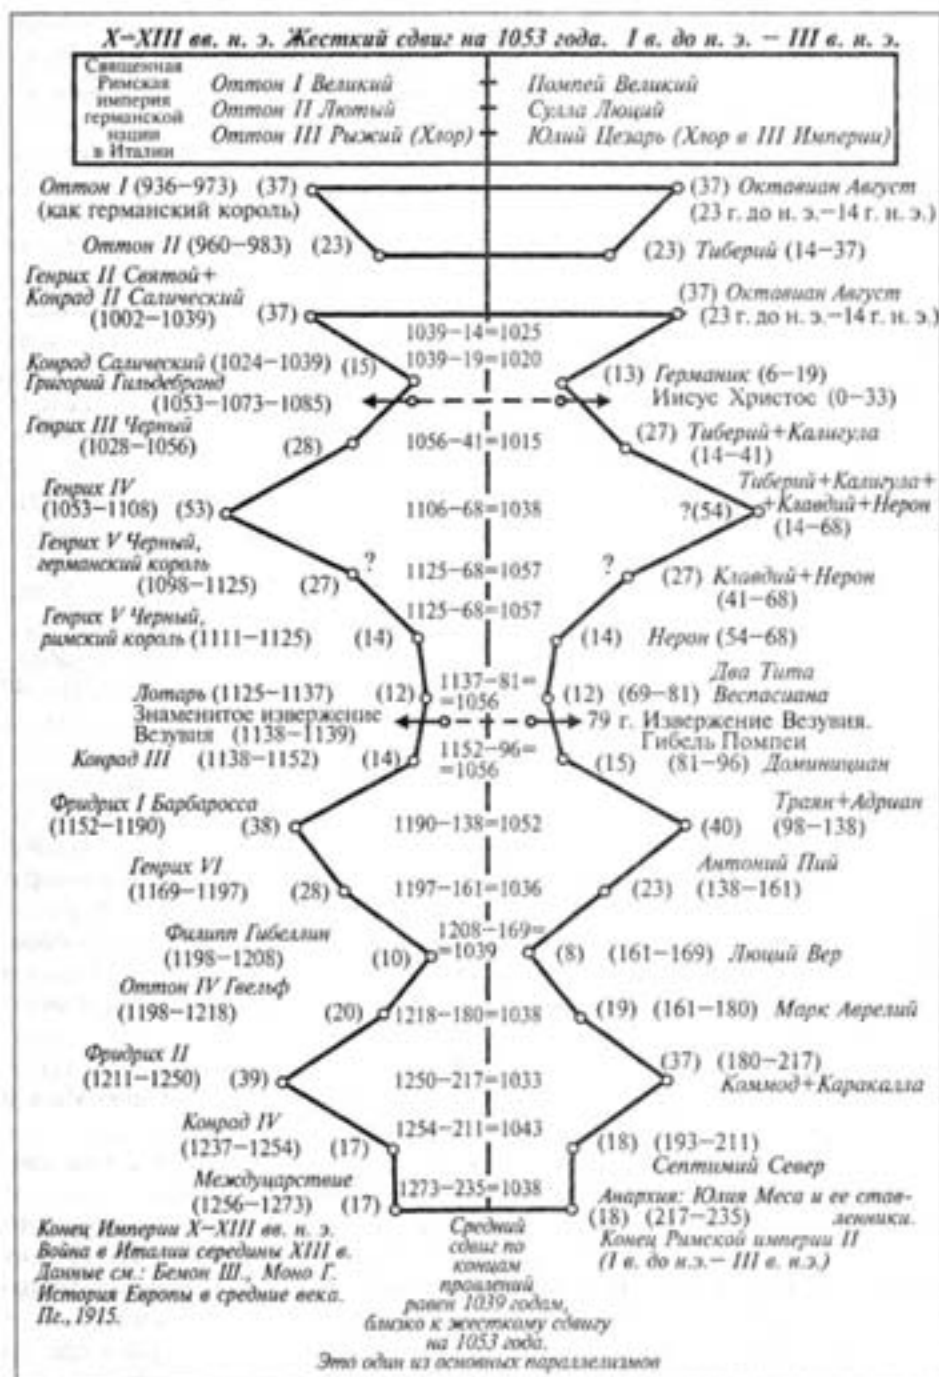 X—XIII вв. н. э. Жесткий сдвиг на 1053 года. I в. до н. э. — III в. н. э.
Священная
Римская
империя
германской
нации
в Италии
Оттон I Великий
Помпей Великий
Оттон II Лютый
Сулла Люций
Оттон III Рыжий (Хлор)
Юлий Цезарь (Хлор в III Империи)
Оттон I (936—973) (37)
(как германский король)
(37) Октавиан Август
(23 г. до н. э.—14 г. н. э.)
Оттон II (960—983) (23)
(23) Тиберий (14—37)
Генрих II Святой+
Конрад II Салический
(1002—1039) (37)
(37) Октавиан Август
(23 г. до н. э.—14 г. н. э.)
1039—14=1025
Конрад Салический (1024—1039) (15)
1039—19=1020
(13) Германик (6—19)
Григорий Гильдебранд
(1053—1073—1085)
Иисус Христос (0—33)
Генрих III Черный
(1028—1056) (28)
1056—41=1015
(27) Тиберий+Калигула
(14—41)
Генрих IV
(1053—1108) (53)
1106—68=1038
Тиберий+Калигула+
?(54) +Клавдий+Нерон
(14—68)
Генрих V Черный,
германский король
(1098—1125) (27)
?
1125—68=1057
?
(27) Клавдий+Нерон
(41—68)
Генрих V Черный,
римский король (1111—1125) (14)
1125—68=1057
(14) Нерон (54—68)
Лотарь (1125—1137) (12)
1137—81=
=1056
Два Тита
(12) (69—81) Веспасиана
Знаменитое извержение
Везувия (1138—1139)
79 г. Извержение Везувия.
Гибель Помпеи
Конрад III (1138—1152) (14)
1152—96=
=1056
(15) (81—96) Доминициан
Фридрих I Барбаросса
(1152—1190) (38)
1190—138=1052
Траян+Адриан
(40) (98—138)
Генрих VI
(1169—1197) (28)
1197—161=1036
Антоний Пий
(23) (138—161)
Филипп Гибеллин
(1198—1208) (10)
1208—169=
=1039
(8) (161—169) Люций Вер
Оттон IV Гвельф
(1198—1218) (20)
1218—180=1038
(19) (161—180) Марк Аврелий
Фридрих II
(1211—1250) (39)
1250—217=1033
(37) (180—217)
Коммод+Каракалла
Конрад IV
(1237—1254) (17)
1254—211=1043
(18) (193—211)
Септимий Север
Междуцарствие
(1256—1273) (17)
1273—235=1038
Анархия: Юлия Меса и ее став-
(18) (217—235) ленники.
Конец Римской империи II
(I в. до н.э.— III в. н.э.)
Конец Империи X—XIII вв. н. э.
Война в Италии середины XIII в.
Данные см.: Бемон Ш., Моно Г.
История Европы в средние века.
Пг., 1915.
Средний
сдвиг по
концам
правлений
равен 1039 годам,
близко к жесткому сдвигу
на 1053 года.
Это один из основных параллелизмов